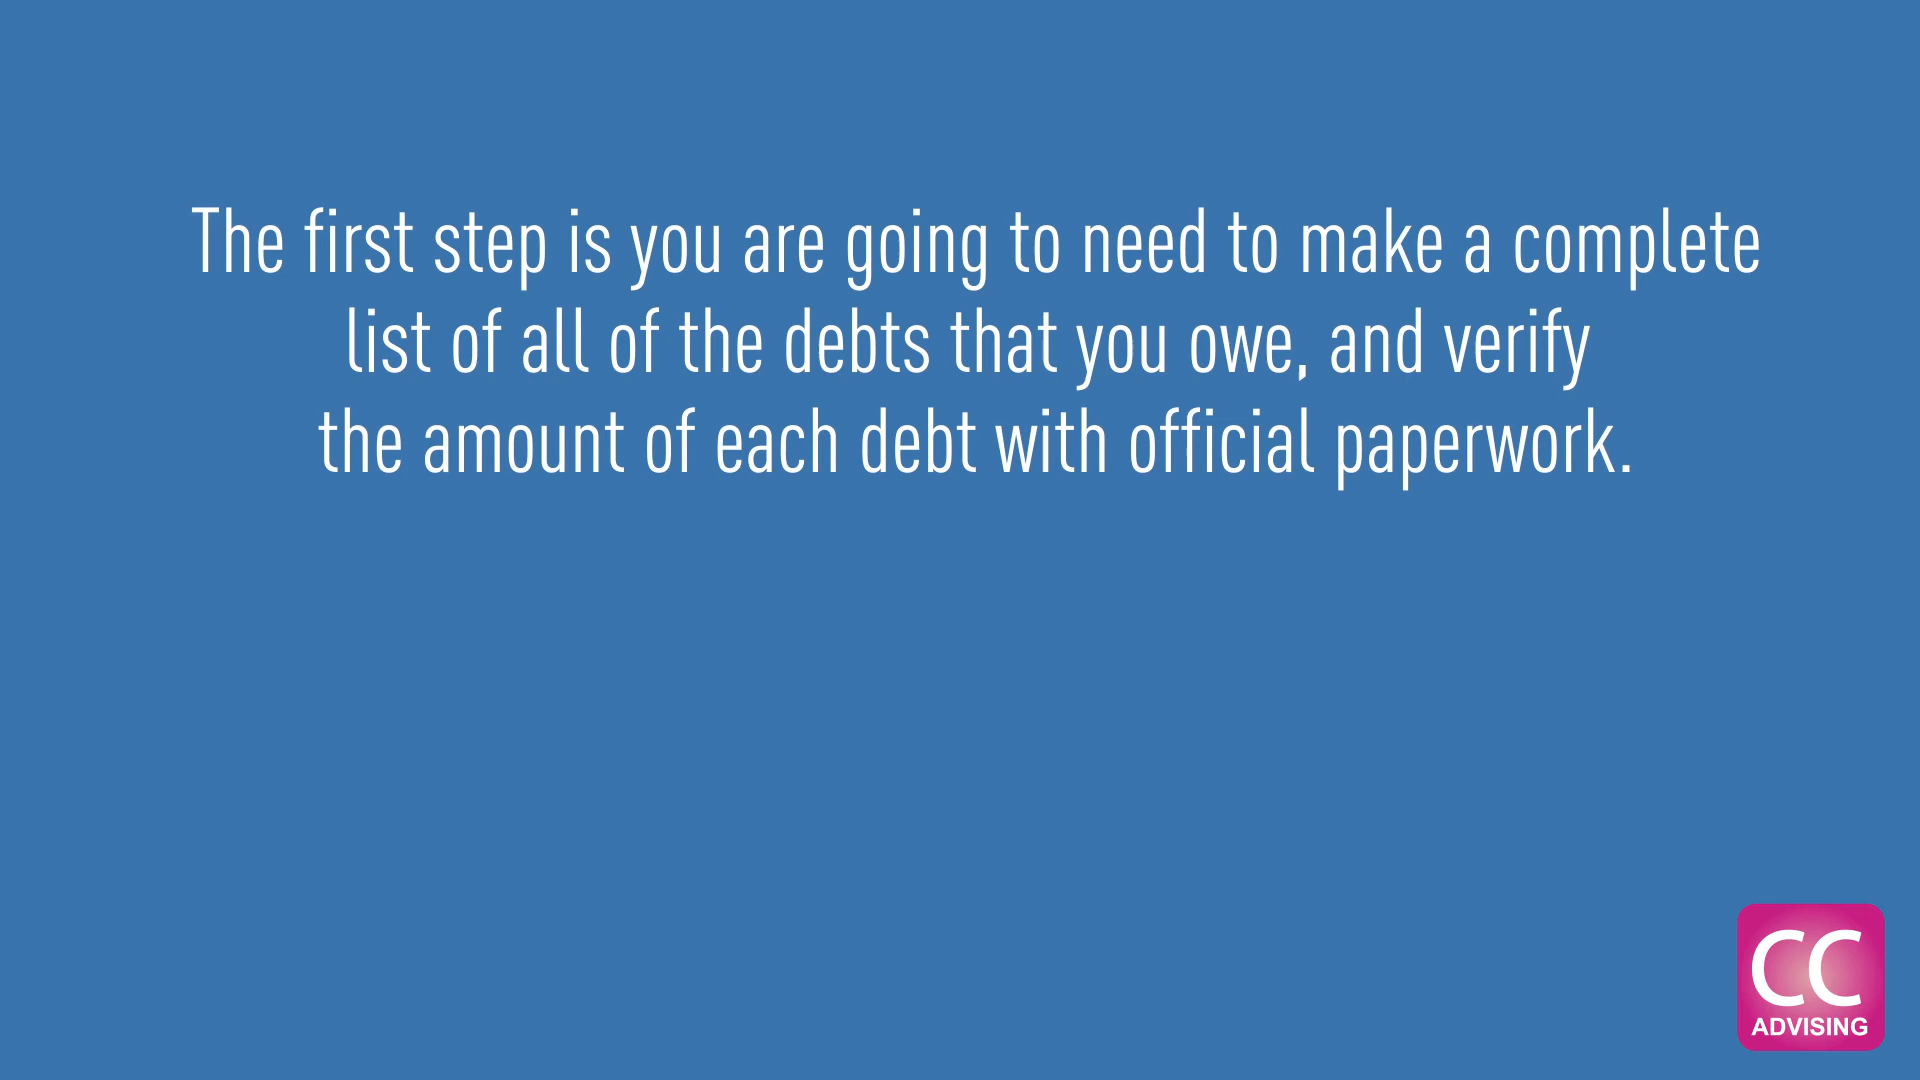 The first step is you are going to need to make a complete
list of all of the debts that you owe, and verify
the amount of each debt with official paperwork.
CC
ADVISING